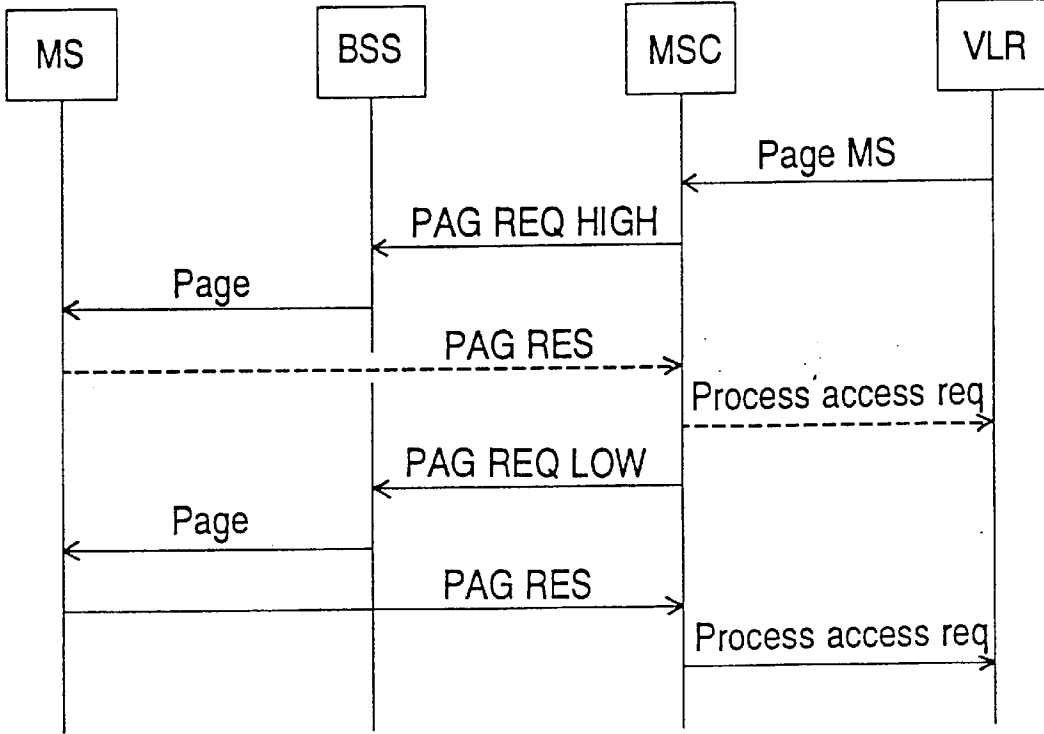 MS
BSS
MSC
VLR
Page MS
PAG REQ HIGH
Page
PAG RES
Process access req
PAG REQ LOW
Page
PAG RES
Process access req